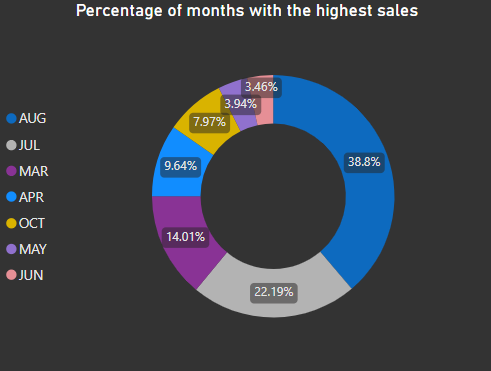 Percentage of months with the highest sales
AUG
JUL
MAR
APR
OCT
MAY
JUN
3.46%
3.94%
7.97%
38.8%
9.64%
14.01%
22.19%